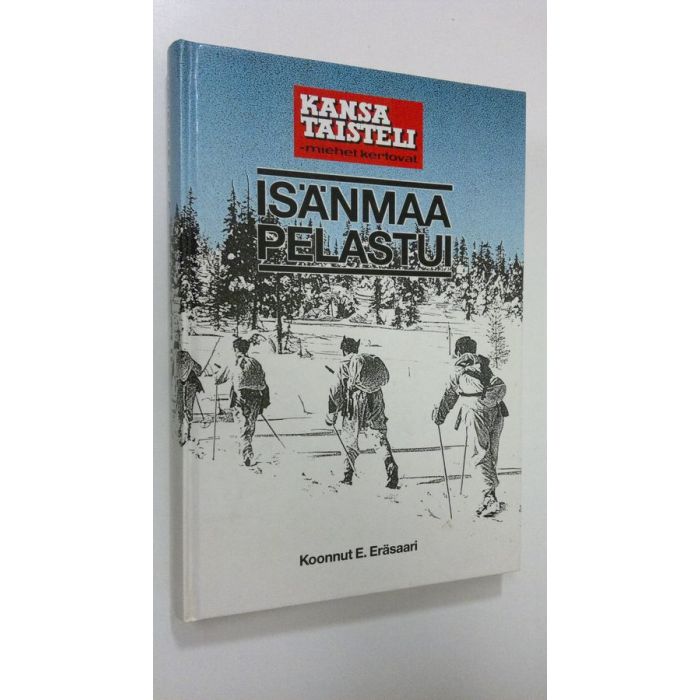 KANSA
TAISTELI
-miehet kertovat
ISÄNMAA
PELASTUI
Koonnut E. Eräsaari